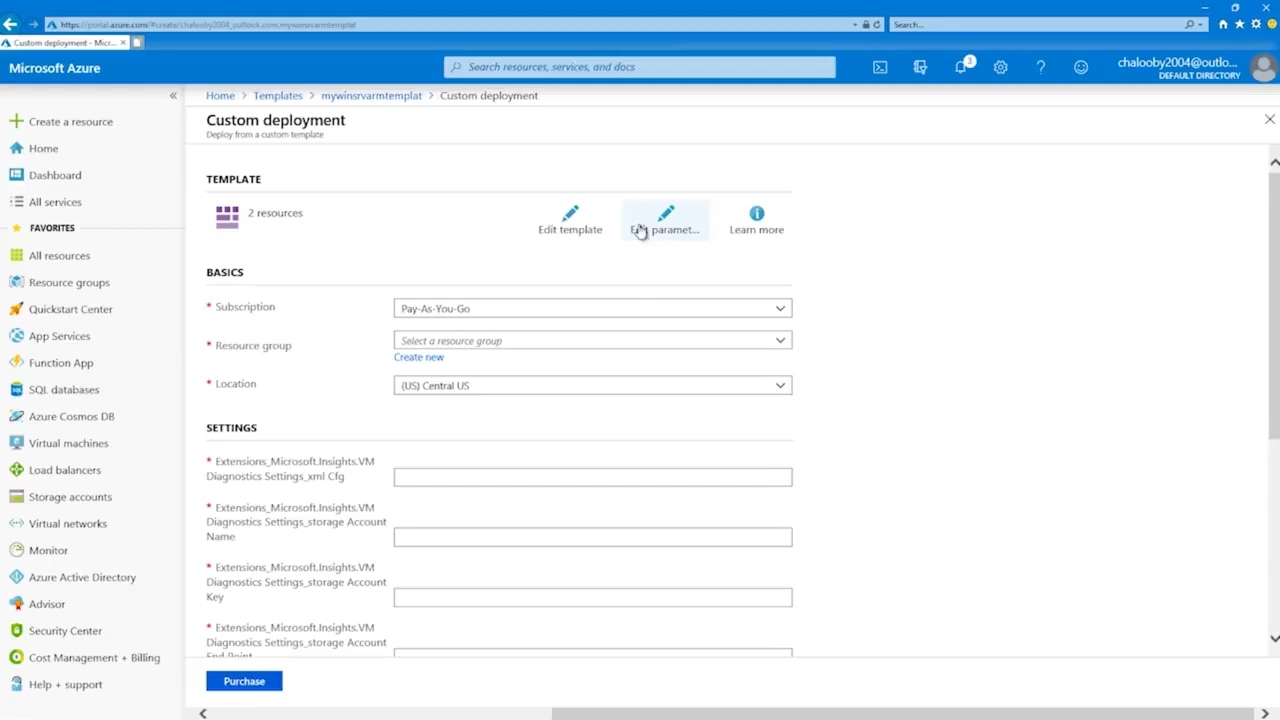 https://portal.azure.com/#create/chalooby2004_outlook.com.mywinsrvarmtemplat
Search...
Custom deployment - Micr...
Microsoft Azure
Search resources, services, and docs
3
chalooby2004@outlo...
DEFAULT DIRECTORY
Home > Templates > mywinsrvarmtemplat > Custom deployment
Custom deployment
Deploy from a custom template
Create a resource
Home
Dashboard
All services
FAVORITES
All resources
Resource groups
Quickstart Center
App Services
Function App
SQL databases
Azure Cosmos DB
Virtual machines
Load balancers
Storage accounts
Virtual networks
Monitor
Azure Active Directory
Advisor
Security Center
Cost Management + Billing
Help + support
TEMPLATE
2 resources
Edit template
Edit paramet...
Learn more
BASICS
* Subscription
Pay-As-You-Go
* Resource group
Select a resource group
Create new
* Location
(US) Central US
SETTINGS
* Extensions_Microsoft.Insights.VM
Diagnostics Settings_xml Cfg
* Extensions_Microsoft.Insights.VM
Diagnostics Settings_storage Account
Name
* Extensions_Microsoft.Insights.VM
Diagnostics Settings_storage Account
Key
* Extensions_Microsoft.Insights.VM
Diagnostics Settings_storage Account
End Point
Purchase